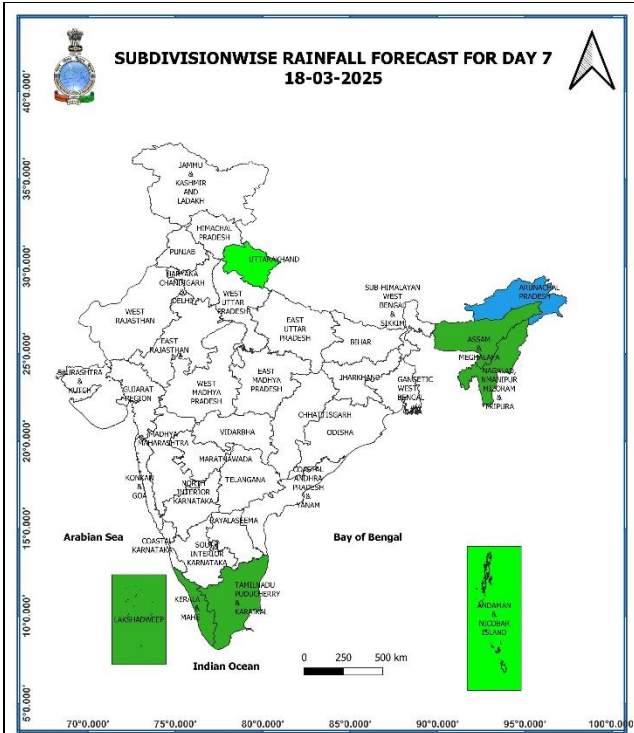 SUBDIVISIONWISE RAINFALL FORECAST FOR DAY 7
18-03-2025
40°0.000'
35°0.000'
30°0.000'
25°0.000'
20°0.000'
15°0.000'
10°0.000'
5°0.000'
JAMMU
&
KASHMIR
AND
LADAKH
HIMACHAL
PRADESH
PUNJAB
UTTARAKHAND
HARYANA
CHANDIGARH
&
DELHI
WEST
UTTAR
PRADESH
WEST
RAJASTHAN
EAST
RAJASTHAN
EAST
UTTAR
PRADESH
SUB-HIMALAYAN
WEST
BENGAL
&
SIKKIM
ARUNACHAL
PRADESH
BIHAR
ASSAM
&
MEGHALAYA
NAGALAD,
NMANIPUR
MIZORAM
&
TRIPURA
SAURASHTRA
&
KUTCH
GUJARAT
REGION
WEST
MADHYA
PRADESH
EAST
MADHYA
PRADESH
JHARKHAND
GANSETIC
WEST
BENGAL
CHHATTISGARH
ODISHA
VIDARBHA
MADHYA
MAHARASHTRA
MARATHAWADA
KONKAN
&
GOA
NORTH
INTERIOR
KARNATAKA
TELANGANA
COASTAL
ANDHRA
PRADESH
&
YANAM
RAYALASEEMA
Arabian Sea
Bay of Bengal
COASTAL
KARNATAKA
SOUTH
INTERIOR
KARNATAKA
LAKSHADWEEP
KERALA
&
MAHE
TAMILNADU
PUDUCHERRY
&
KARAIKAL
ANDAMAN
&
NICOBAR
ISLAND
Indian Ocean
0 250 500 km
70°0.000' 75°0.000' 80°0.000' 85°0.000' 90°0.000' 95°0.000' 100°0.000'